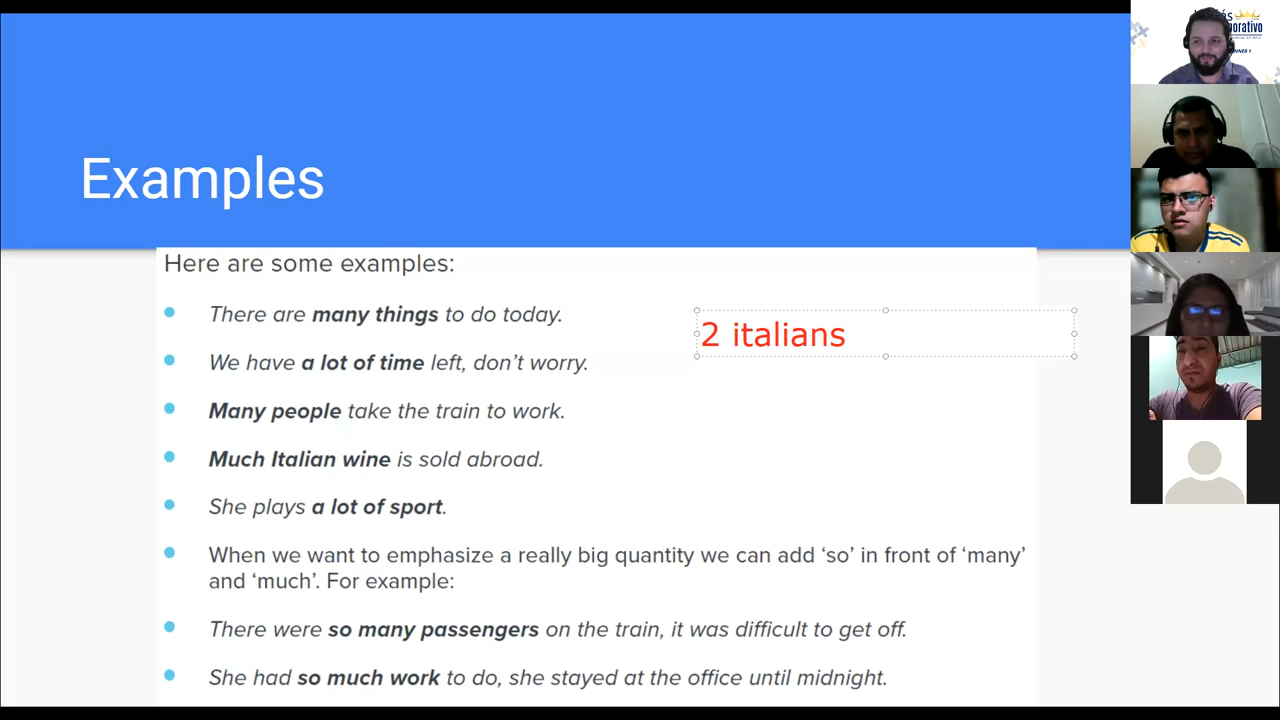 Examples
Here are some examples:
There are many things to do today.
2 italians
We have a lot of time left, don't worry.
Many people take the train to work.
Much Italian wine is sold abroad.
She plays a lot of sport.
When we want to emphasize a really big quantity we can add ‘so’ in front of ‘many’
and ‘much’. For example:
There were so many passengers on the train, it was difficult to get off.
She had so much work to do, she stayed at the office until midnight.